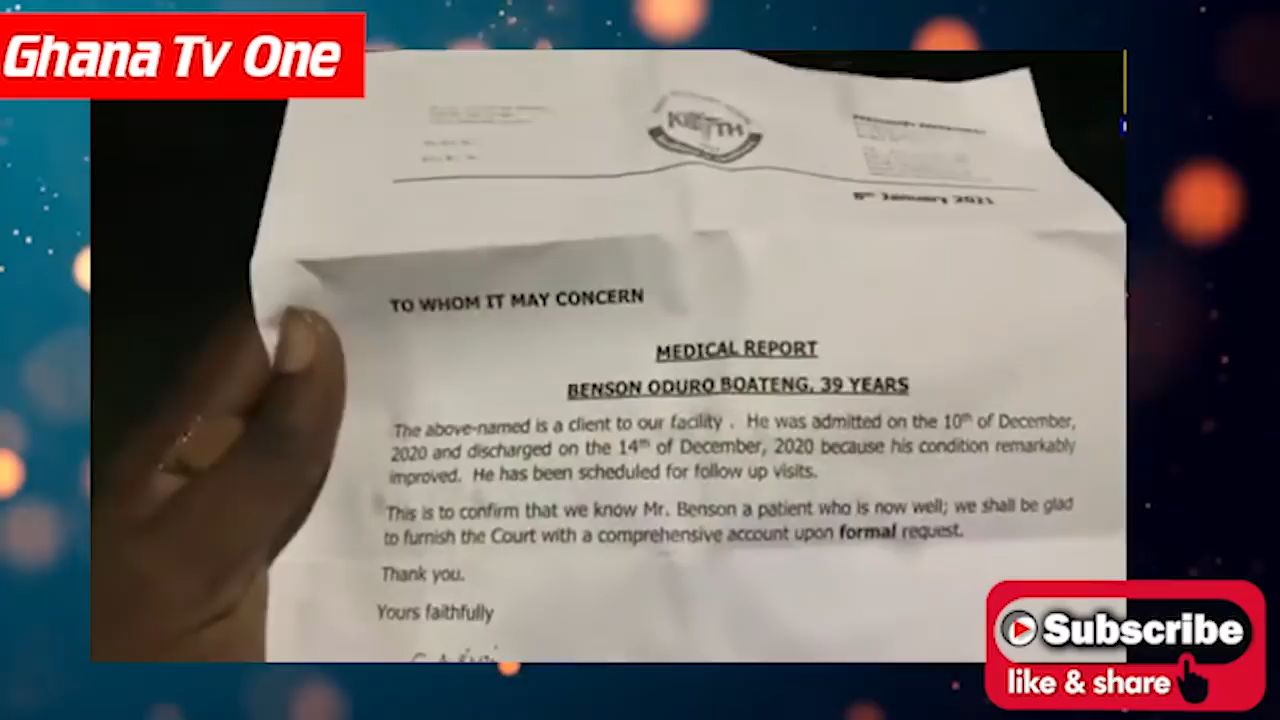 Ghana Tv One
8th January 2021
TO WHOM IT MAY CONCERN
MEDICAL REPORT
BENSON ODURO BOATENG, 39 YEARS
The above-named is a client to our facility . He was admitted on the 10th of December,
2020 and discharged on the 14th of December, 2020 because his condition remarkably
improved. He has been scheduled for follow up visits.
This is to confirm that we know Mr. Benson a patient who is now well; we shall be glad
to furnish the Court with a comprehensive account upon formal request.
Thank you.
Yours faithfully
Subscribe
like & share